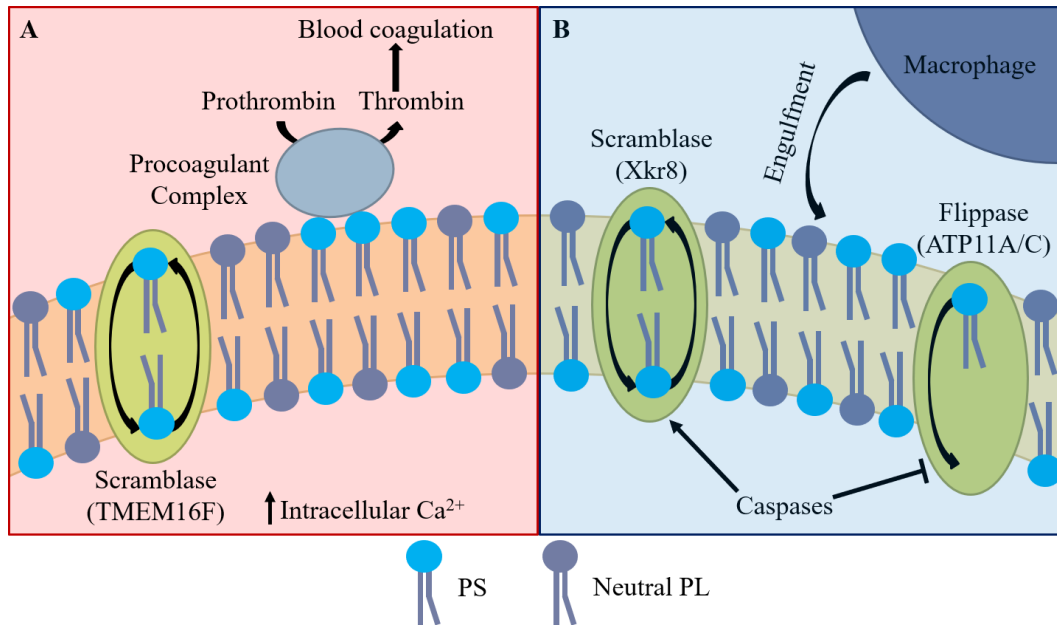 A
Blood coagulation
Prothrombin
Thrombin
Procoagulant
Complex
Scramblase
(TMEM16F)
Intracellular Ca²⁺
B
Macrophage
Engulfment
Scramblase
(Xkr8)
Flippase
(ATP11A/C)
Caspases
PS
Neutral PL